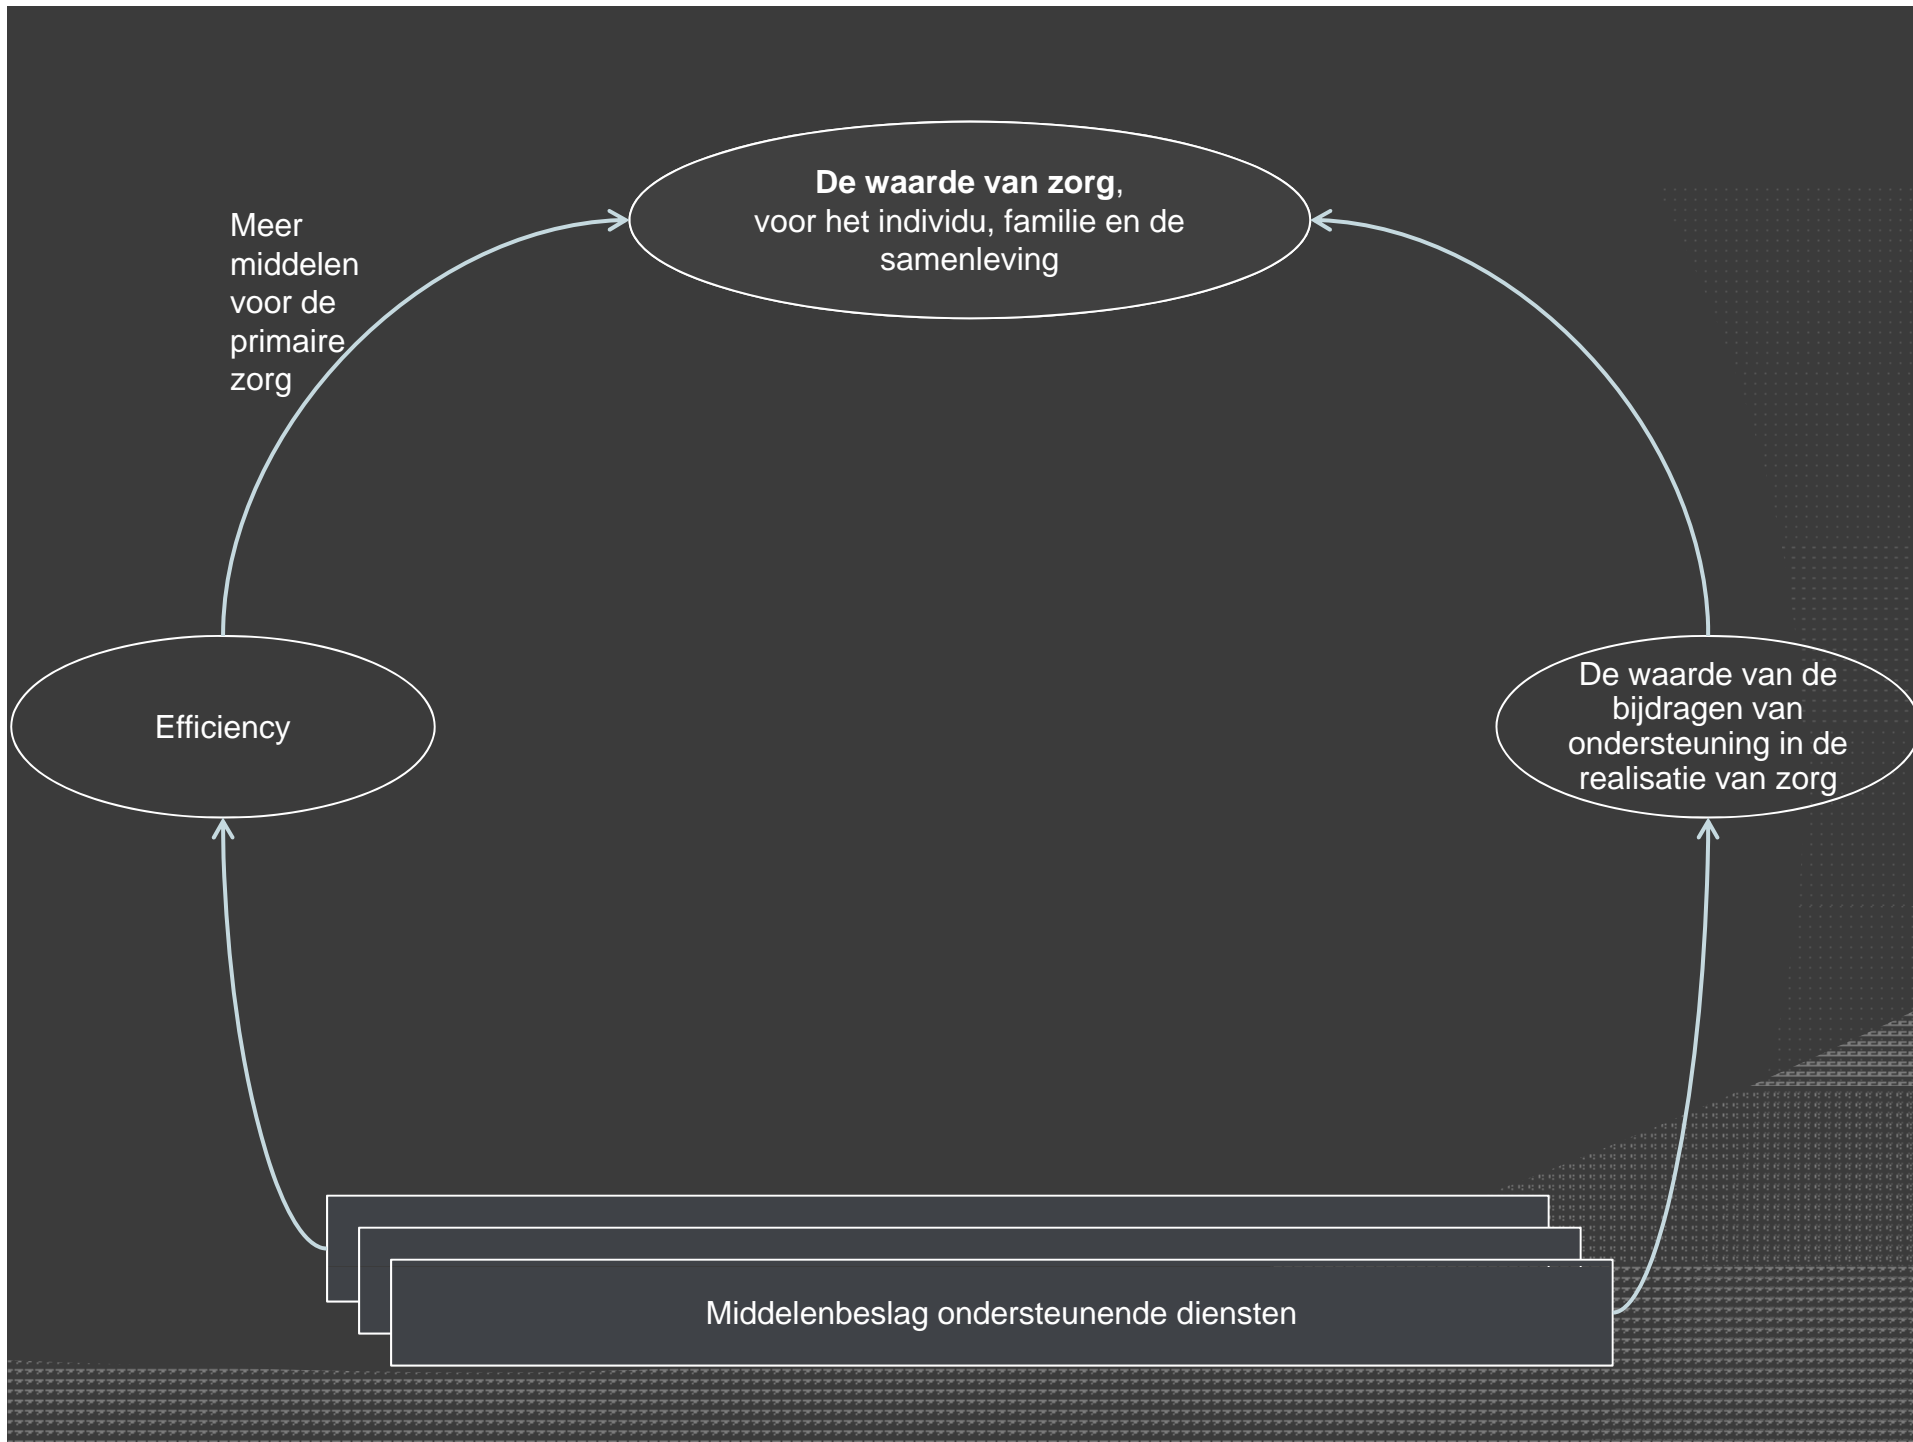 De waarde van zorg,
voor het individu, familie en de
samenleving
Meer
middelen
voor de
primaire
zorg
Efficiency
De waarde van de
bijdragen van
ondersteuning in de
realisatie van zorg
Middelenbeslag ondersteunende diensten